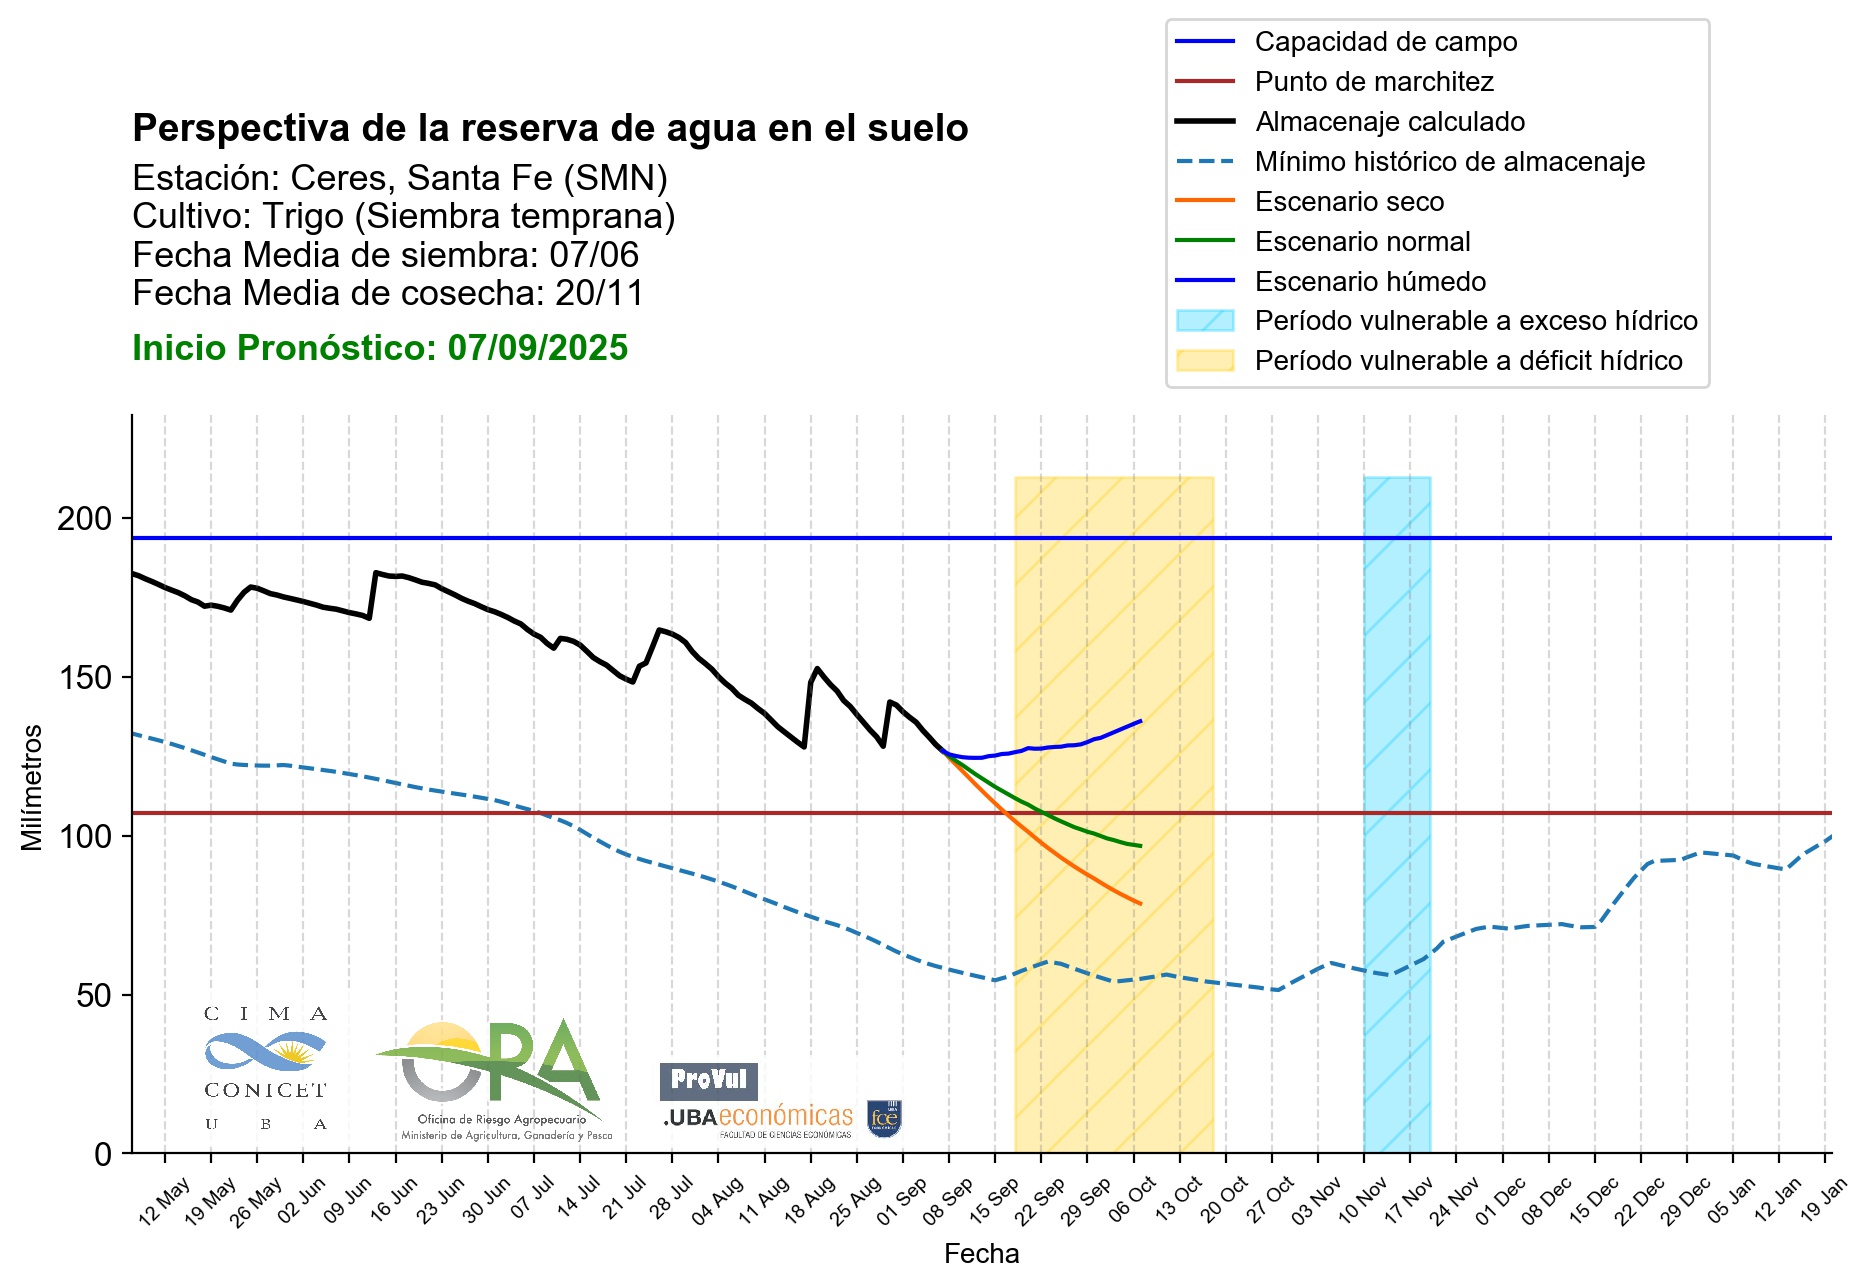 Capacidad de campo
Punto de marchitez
Almacenaje calculado
Mínimo histórico de almacenaje
Escenario seco
Escenario normal
Escenario húmedo
Período vulnerable a exceso hídrico
Período vulnerable a déficit hídrico
Perspectiva de la reserva de agua en el suelo
Estación: Ceres, Santa Fe (SMN)
Cultivo: Trigo (Siembra temprana)
Fecha Media de siembra: 07/06
Fecha Media de cosecha: 20/11
Inicio Pronóstico: 07/09/2025
Milímetros
200
150
100
50
0
C I M A
CONICET
U B A
ORA
Oficina de Riesgo Agropecuario
Ministerio de Agricultura, Ganadería y Pesca
ProVul
.UBAeconómicas
FACULTAD DE CIENCIAS ECONÓMICAS
UBA
fce
ECONÓMICAS
12 May
19 May
26 May
02 Jun
09 Jun
16 Jun
23 Jun
30 Jun
07 Jul
14 Jul
21 Jul
28 Jul
04 Aug
11 Aug
18 Aug
25 Aug
01 Sep
08 Sep
15 Sep
22 Sep
29 Sep
06 Oct
13 Oct
20 Oct
27 Oct
03 Nov
10 Nov
17 Nov
24 Nov
01 Dec
08 Dec
15 Dec
22 Dec
29 Dec
05 Jan
12 Jan
19 Jan
Fecha